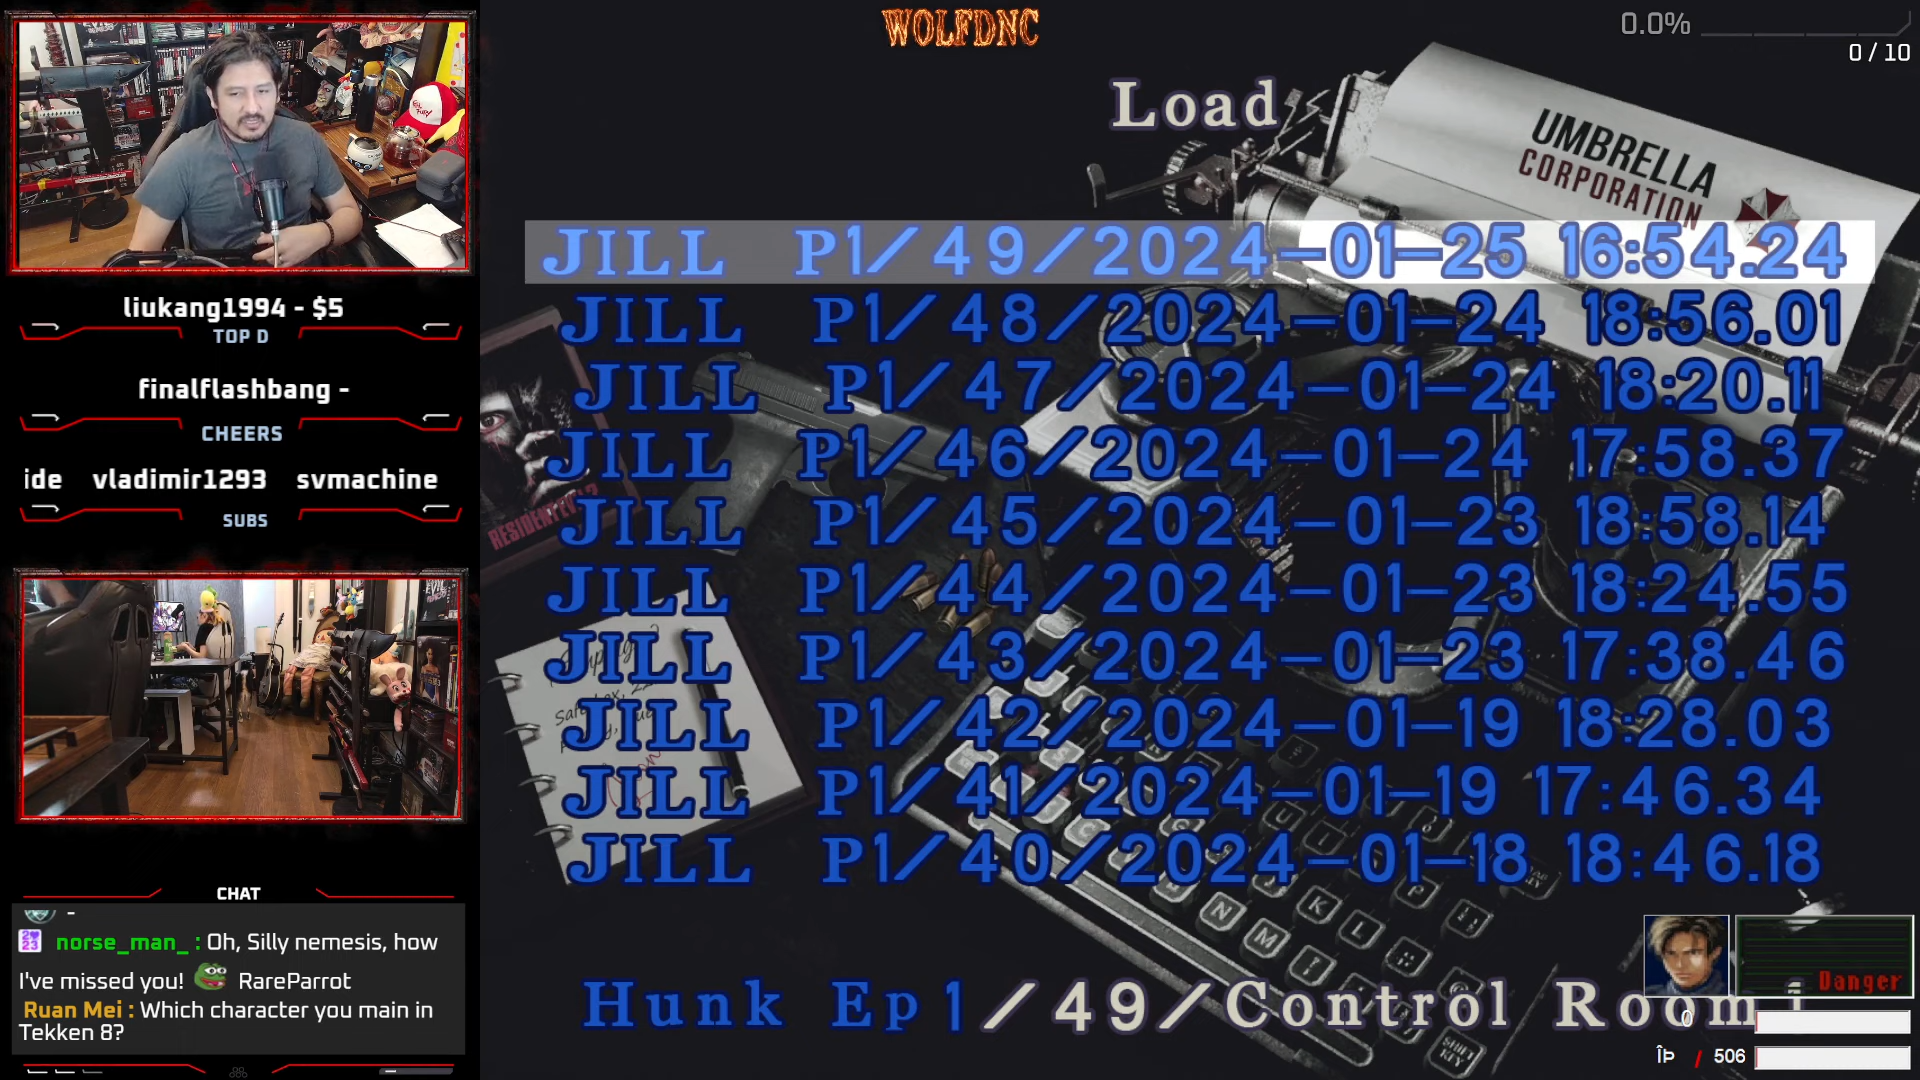 WOLFDNC
0.0%
0 / 10
Load
UMBRELLA
CORPORATION
JILL P1/49/2024-01-25 16:54.24
JILL P1/48/2024-01-24 18:56.01
JILL P1/47/2024-01-24 18:20.11
JILL P1/46/2024-01-24 17:58.37
JILL P1/45/2024-01-23 18:58.14
JILL P1/44/2024-01-23 18:24.55
JILL P1/43/2024-01-23 17:38.46
JILL P1/42/2024-01-19 18:28.03
JILL P1/41/2024-01-19 17:46.34
JILL P1/40/2024-01-18 18:46.18
RESIDENT EVIL 2
Hunk Ep1/49/Control Room 1
Danger
0
ÎÞ / 506
liukang1994 - $5
TOP D
finalflashbang -
CHEERS
ide vladimir1293 svmachine
SUBS
CHAT
-
norse_man_ : Oh, Silly nemesis, how
I've missed you! RareParrot
Ruan Mei : Which character you main in
Tekken 8?